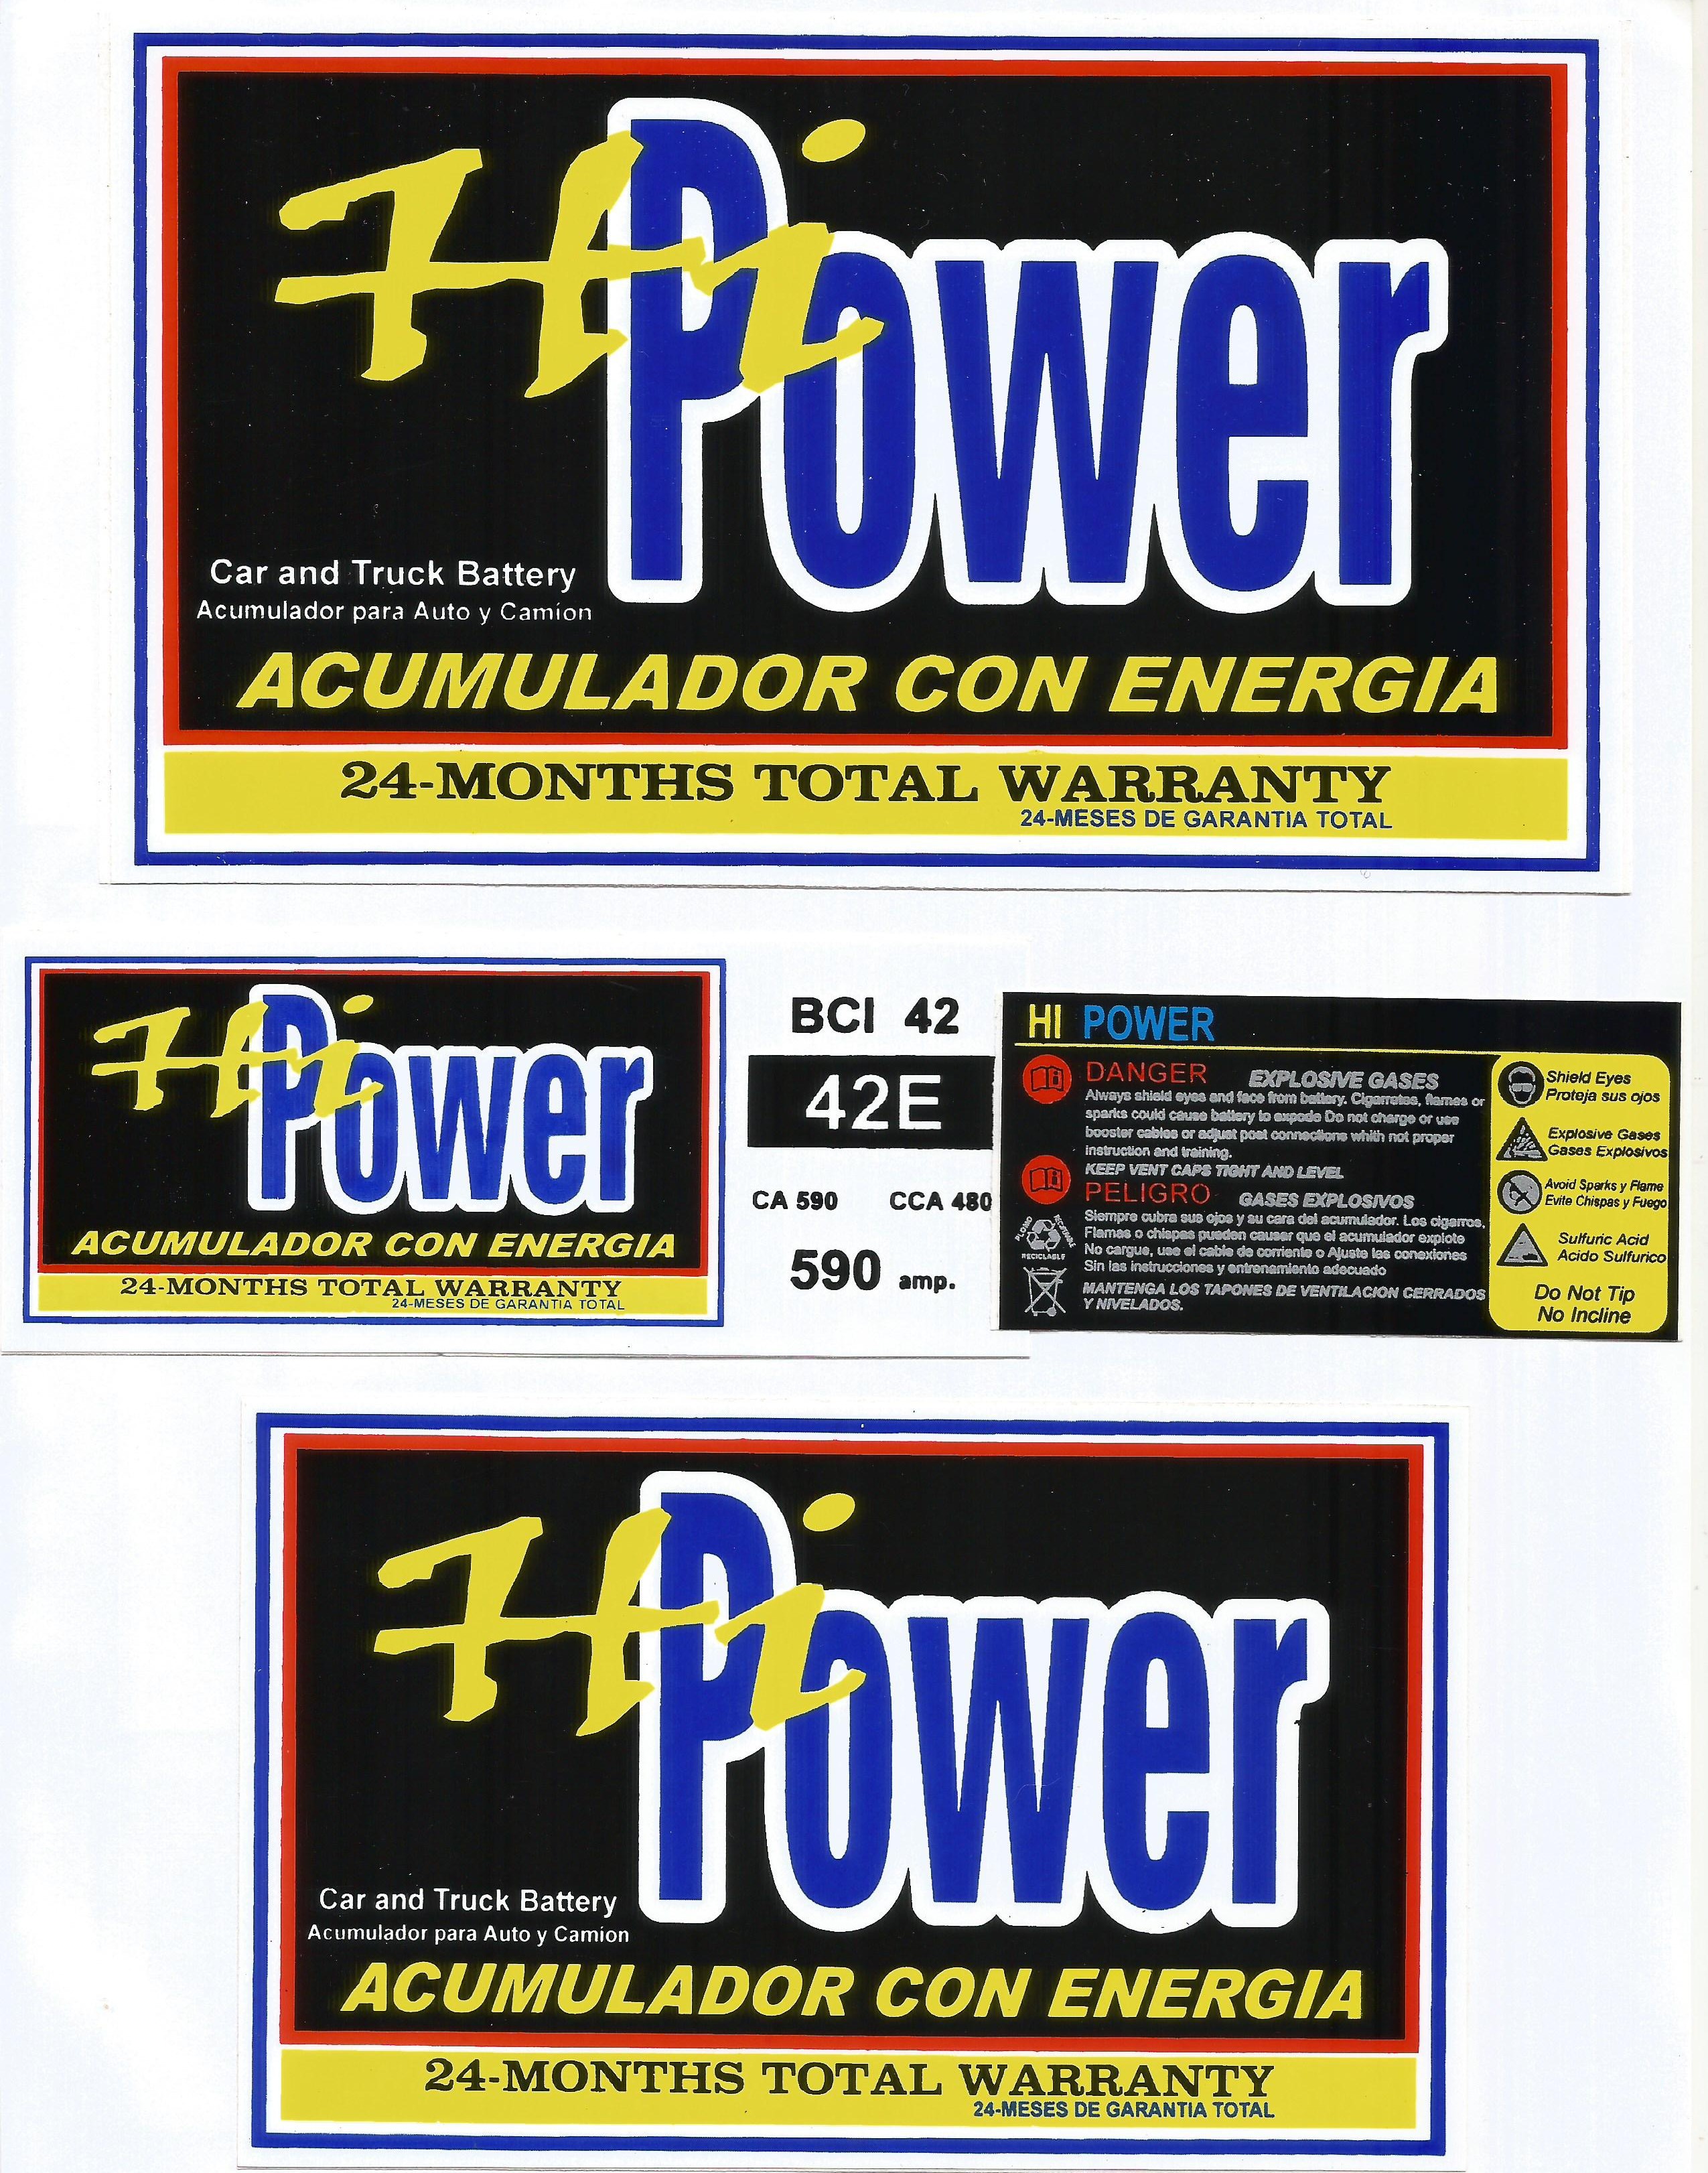 Hi Power
Car and Truck Battery
Acumulador para Auto y Camion
ACUMULADOR CON ENERGIA
24-MONTHS TOTAL WARRANTY
24-MESES DE GARANTIA TOTAL
Hi Power
ACUMULADOR CON ENERGIA
24-MONTHS TOTAL WARRANTY
24-MESES DE GARANTIA TOTAL
BCI 42
42E
CA 590 CCA 480
590 amp.
HI POWER
DANGER EXPLOSIVE GASES
Always shield eyes and face from battery. Cigarretes, flames or
sparks could cause battery to expode Do not charge or use
booster cables or adjust post connections whith not proper
instruction and training.
KEEP VENT CAPS TIGHT AND LEVEL
PELIGRO GASES EXPLOSIVOS
Siempre cubra sus ojos y su cara del acumulador. Los cigarros,
Flamas o chispas pueden causar que el acumulador explote
No cargue, use el cable de corriente o Ajuste las conexiones
Sin las instrucciones y entrenamiento adecuado
MANTENGA LOS TAPONES DE VENTILACION CERRADOS
Y NIVELADOS.
PLOMO RECICLABLE
RECICLABLE
Shield Eyes
Proteja sus ojos
Explosive Gases
Gases Explosivos
Avoid Sparks y Flame
Evite Chispas y Fuego
Sulfuric Acid
Acido Sulfurico
Do Not Tip
No Incline
Hi Power
Car and Truck Battery
Acumulador para Auto y Camion
ACUMULADOR CON ENERGIA
24-MONTHS TOTAL WARRANTY
24-MESES DE GARANTIA TOTAL